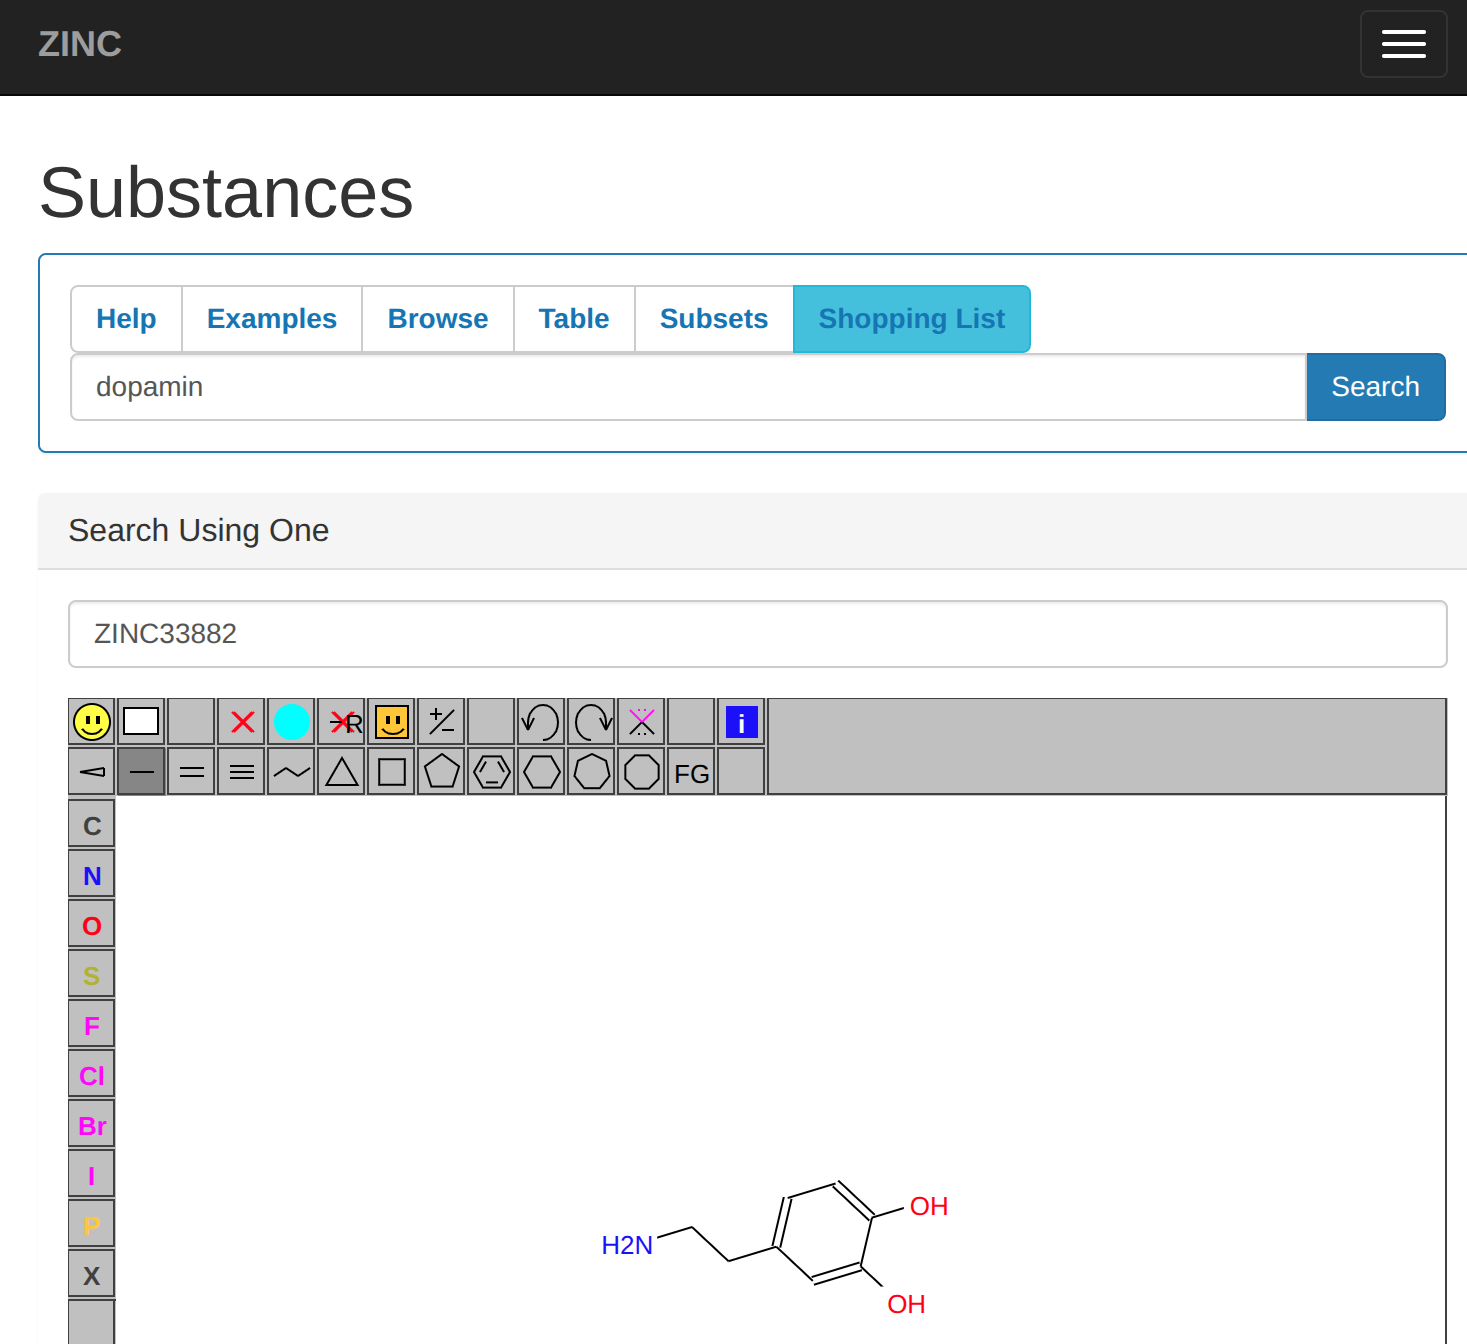 ZINC
Substances
Help Examples Browse Table Subsets Shopping List
dopamin Search
Search Using One
ZINC33882
R i
FG
C
N
O
S
F
Cl
Br
I
P
X
OH
H2N
OH